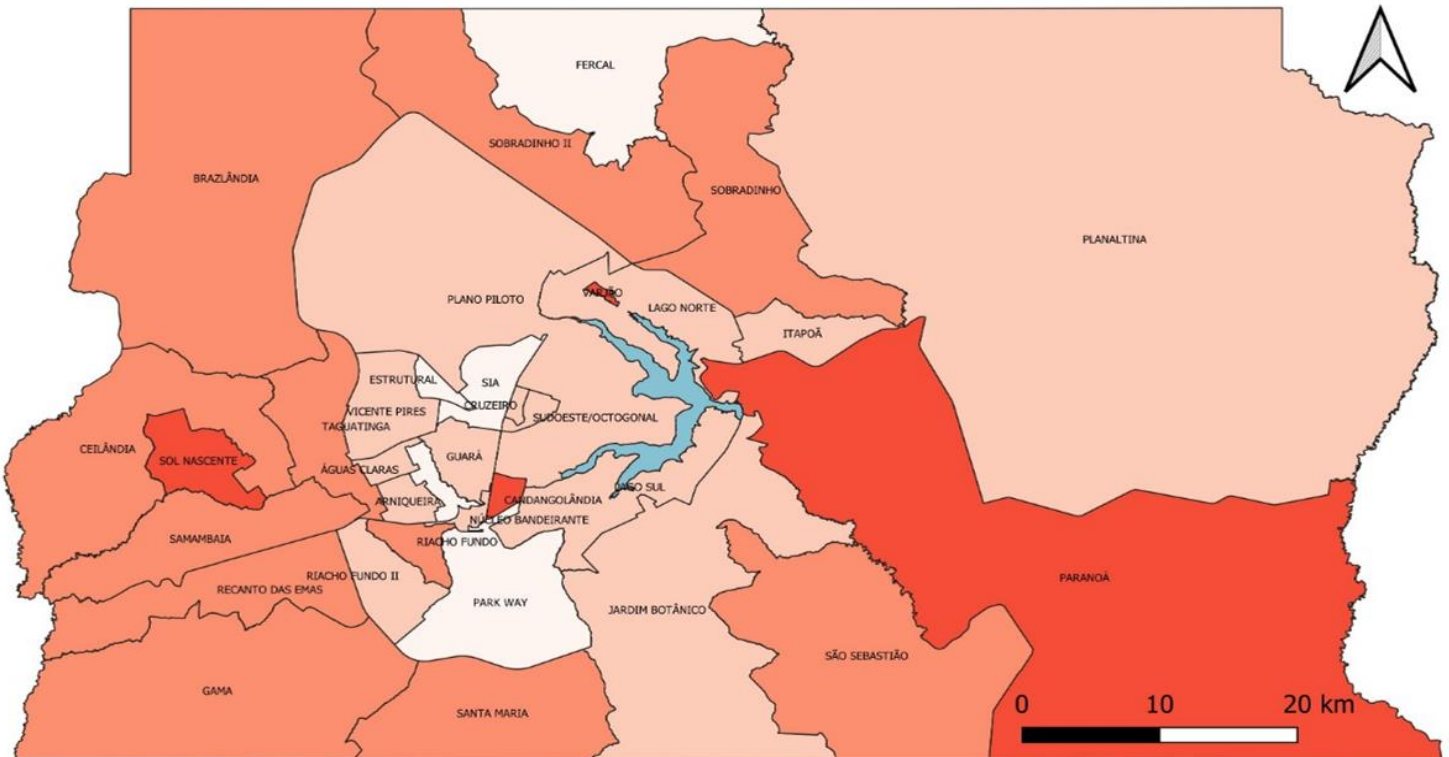 FERCAL
SOBRADINHO II
BRAZLÂNDIA
SOBRADINHO
PLANALTINA
VARJÃO
PLANO PILOTO
LAGO NORTE
ITAPOÃ
ESTRUTURAL
SIA
CRUZEIRO
VICENTE PIRES
SUDOESTE/OCTOGONAL
TAGUATINGA
CEILÂNDIA
GUARÁ
SOL NASCENTE
ÁGUAS CLARAS
LAGO SUL
ARNIQUEIRA
CANDANGOLÂNDIA
NÚCLEO BANDEIRANTE
SAMAMBAIA
RIACHO FUNDO
RIACHO FUNDO II
PARANOÁ
RECANTO DAS EMAS
PARK WAY
JARDIM BOTÂNICO
SÃO SEBASTIÃO
GAMA
SANTA MARIA
0 10 20 km